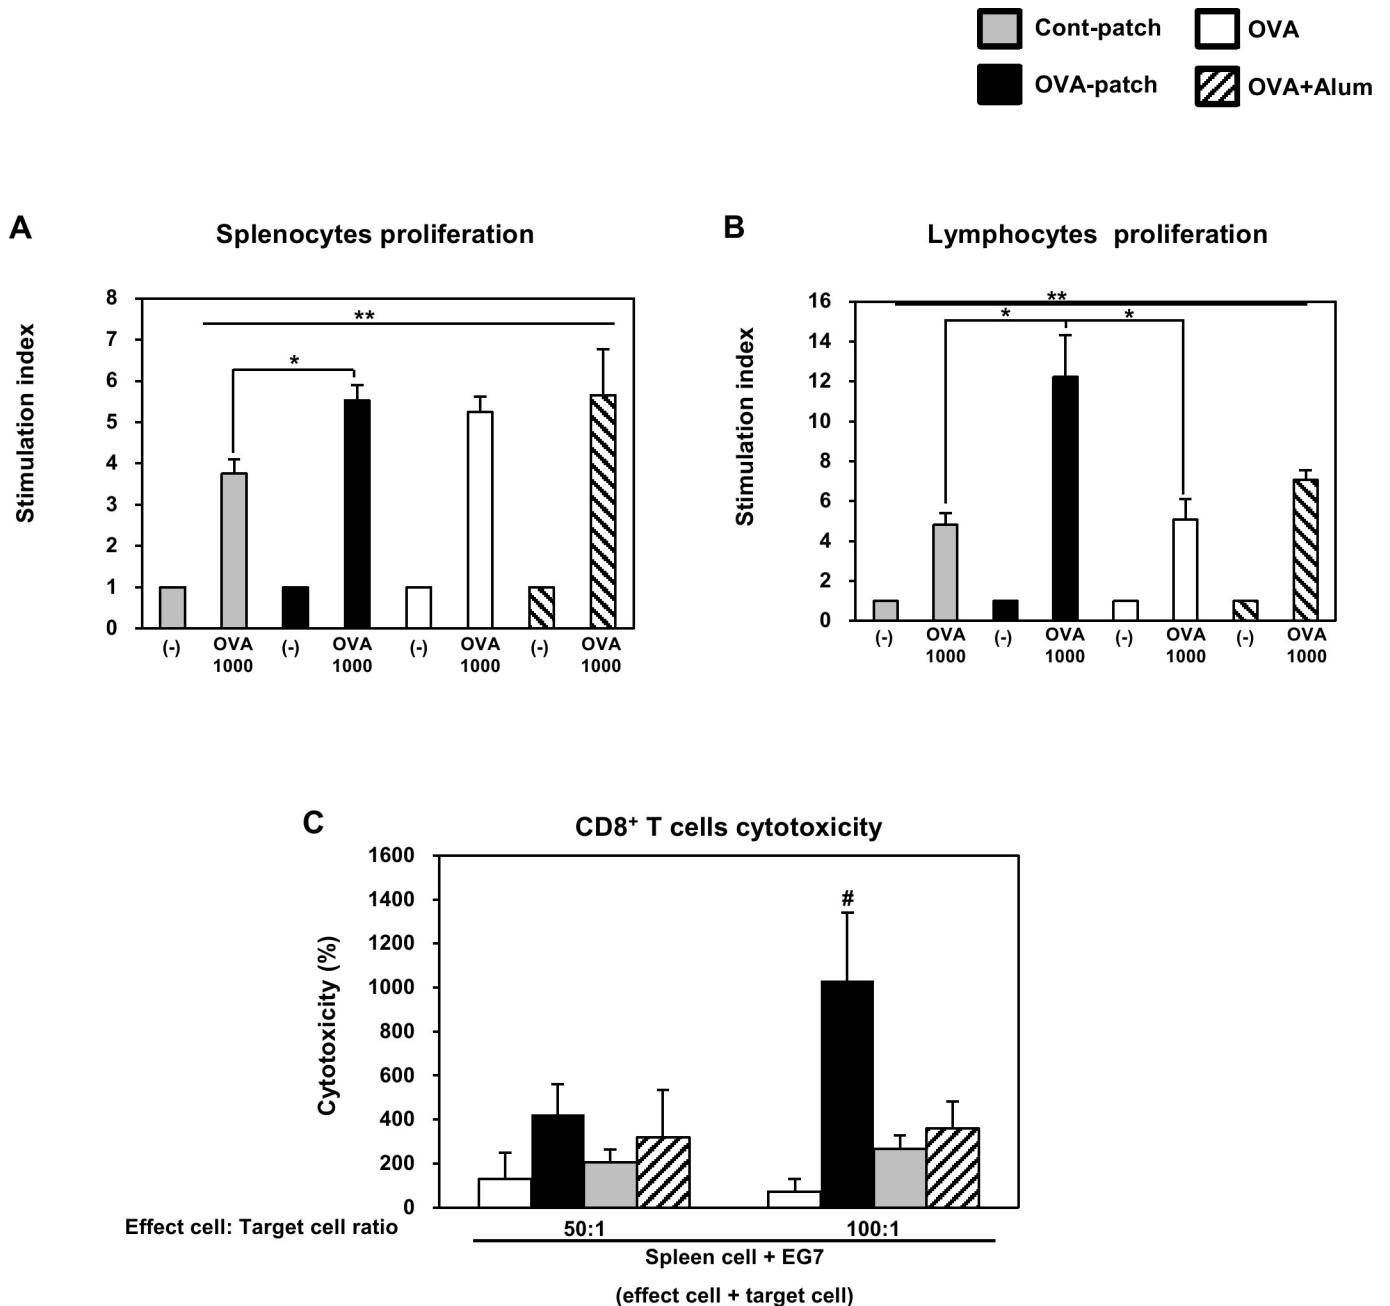 Cont-patch
OVA
OVA-patch
OVA+Alum
A
Splenocytes proliferation
Stimulation index
8
7
6
5
4
3
2
1
0
**
*
(-)
OVA
1000
(-)
OVA
1000
(-)
OVA
1000
(-)
OVA
1000
B
Lymphocytes proliferation
Stimulation index
16
14
12
10
8
6
4
2
0
**
*
*
(-)
OVA
1000
(-)
OVA
1000
(-)
OVA
1000
(-)
OVA
1000
C
CD8+ T cells cytotoxicity
Cytotoxicity (%)
1600
1400
1200
1000
800
600
400
200
0
#
Effect cell: Target cell ratio
50:1
100:1
Spleen cell + EG7
(effect cell + target cell)